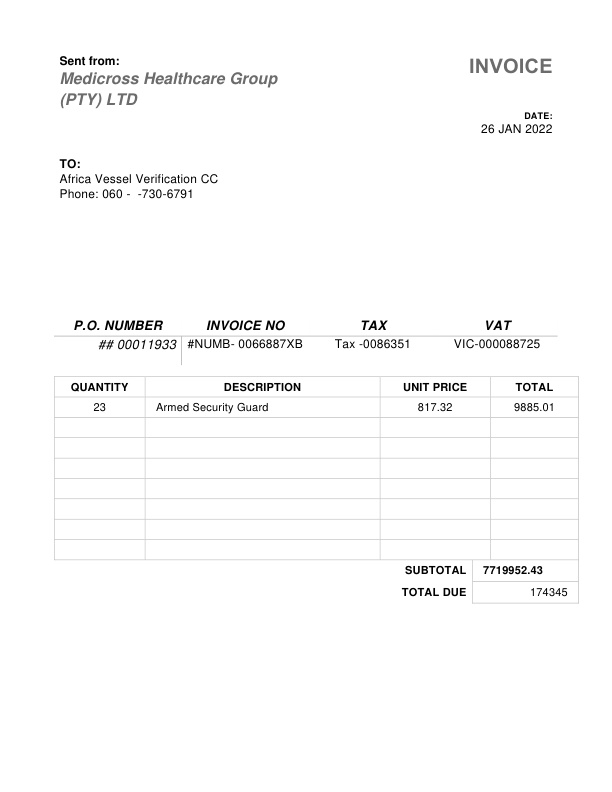 Sent from:
Medicross Healthcare Group
(PTY) LTD
INVOICE
DATE:
26 JAN 2022
TO:
Africa Vessel Verification CC
Phone: 060 -  -730-6791
P.O. NUMBER INVOICE NO TAX VAT
## 00011933 #NUMB- 0066887XB Tax -0086351 VIC-000088725
QUANTITY DESCRIPTION UNIT PRICE TOTAL
23 Armed Security Guard 817.32 9885.01
SUBTOTAL 7719952.43
TOTAL DUE 174345